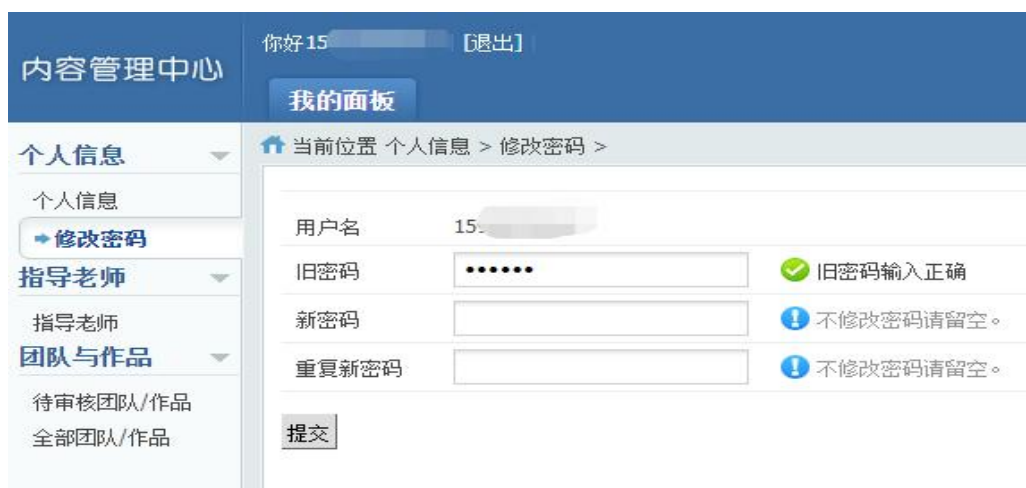 内容管理中心
你好15 [退出]
我的面板
个人信息
个人信息
修改密码
指导老师
指导老师
团队与作品
待审核团队/作品
全部团队/作品
当前位置 个人信息 > 修改密码 >
用户名 15
旧密码 •••••• 旧密码输入正确
新密码 不修改密码请留空。
重复新密码 不修改密码请留空。
提交